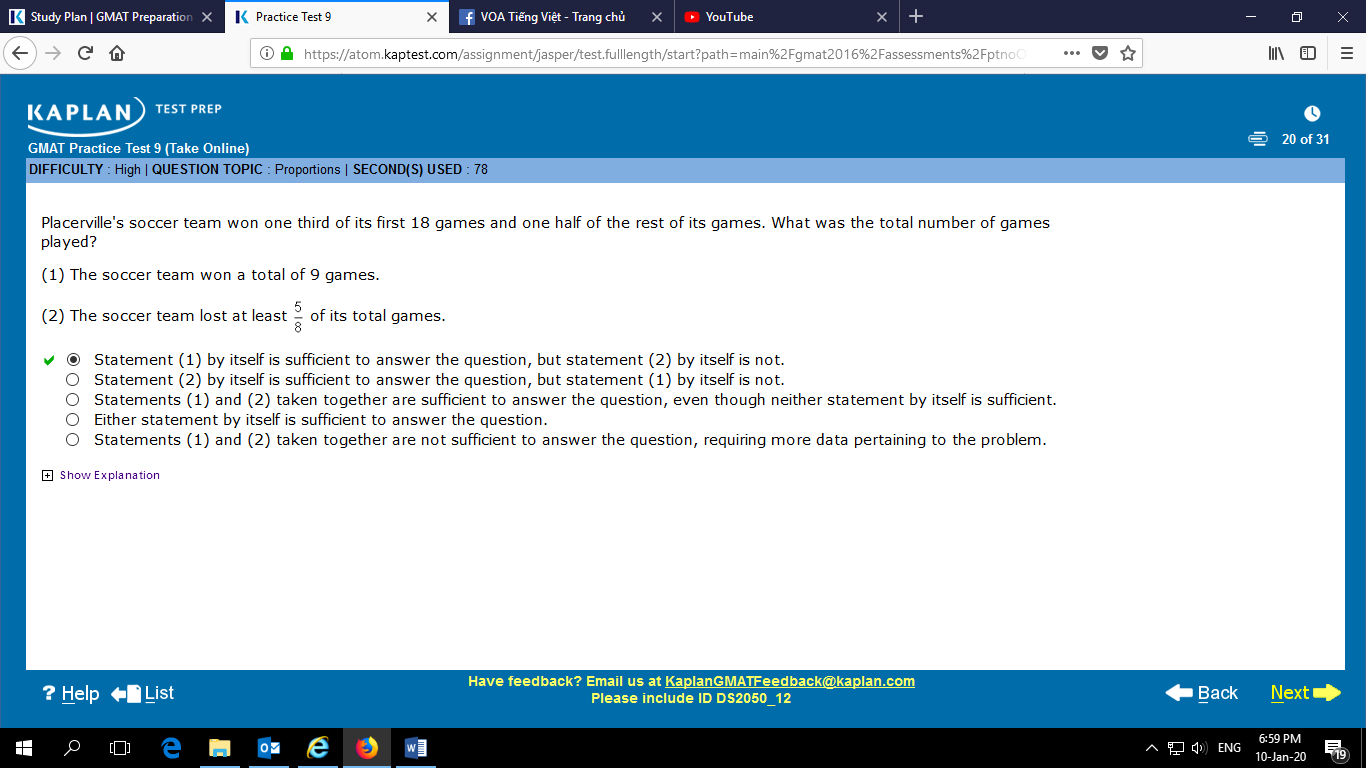 Study Plan | GMAT Preparation
Practice Test 9
VOA Tiếng Việt - Trang chủ
YouTube
https://atom.kaptest.com/assignment/jasper/test.fulllength/start?path=main%2Fgmat2016%2Fassessments%2FptnoC
KAPLAN TEST PREP
GMAT Practice Test 9 (Take Online)
20 of 31
DIFFICULTY : High | QUESTION TOPIC : Proportions | SECOND(S) USED : 78
Placerville's soccer team won one third of its first 18 games and one half of the rest of its games. What was the total number of games
played?
(1) The soccer team won a total of 9 games.
(2) The soccer team lost at least 5/8 of its total games.
Statement (1) by itself is sufficient to answer the question, but statement (2) by itself is not.
Statement (2) by itself is sufficient to answer the question, but statement (1) by itself is not.
Statements (1) and (2) taken together are sufficient to answer the question, even though neither statement by itself is sufficient.
Either statement by itself is sufficient to answer the question.
Statements (1) and (2) taken together are not sufficient to answer the question, requiring more data pertaining to the problem.
Show Explanation
? Help
List
Have feedback? Email us at KaplanGMATFeedback@kaplan.com
Please include ID DS2050_12
Back
Next
ENG
6:59 PM
10-Jan-20
19